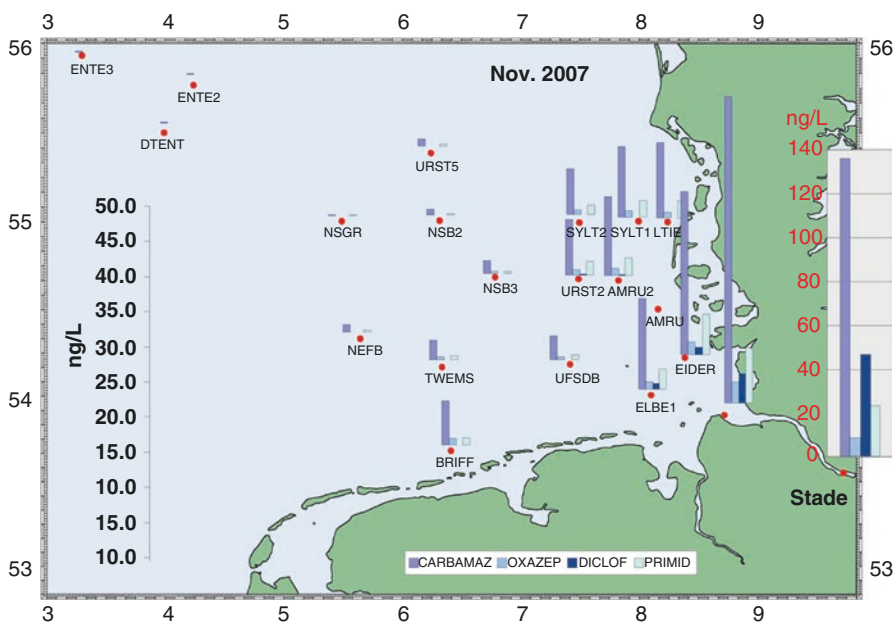 3 4 5 6 7 8 9
56 56
ENTE3
Nov. 2007
ENTE2
ng/L
DTENT
140
URST5
120
50.0
55
NSGR
NSB2
SYLT2 SYLT1 LTIE
100
45.0
40.0
NSB3
URST2 AMRU2
80
35.0
AMRU
ng/L
60
30.0
NEFB
TWEMS
UFSDB
EIDER
25.0
40
54
ELBE1
20.0
20
15.0
BRIFF
0
10.0
Stade
15.0
10.0
53 53
CARBAMAZ OXAZEP DICLOF PRIMID
3 4 5 6 7 8 9